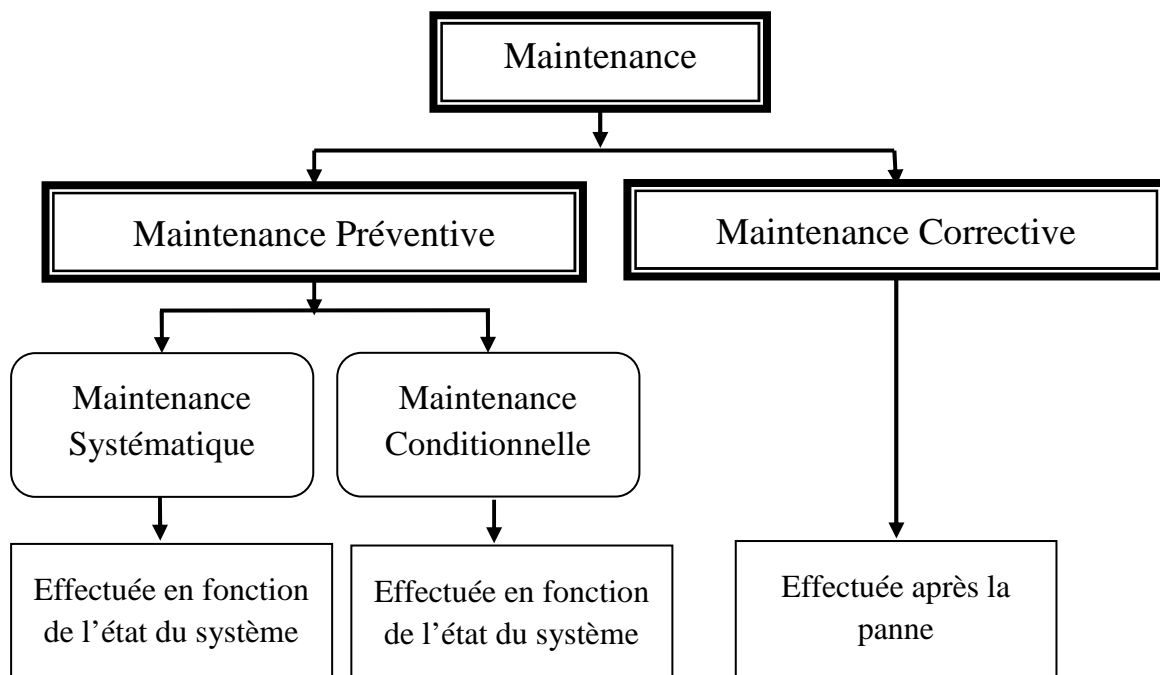 Maintenance
Maintenance Préventive
Maintenance Corrective
Maintenance
Systématique
Maintenance
Conditionnelle
Effectuée en fonction
de l’état du système
Effectuée en fonction
de l’état du système
Effectuée après la
panne